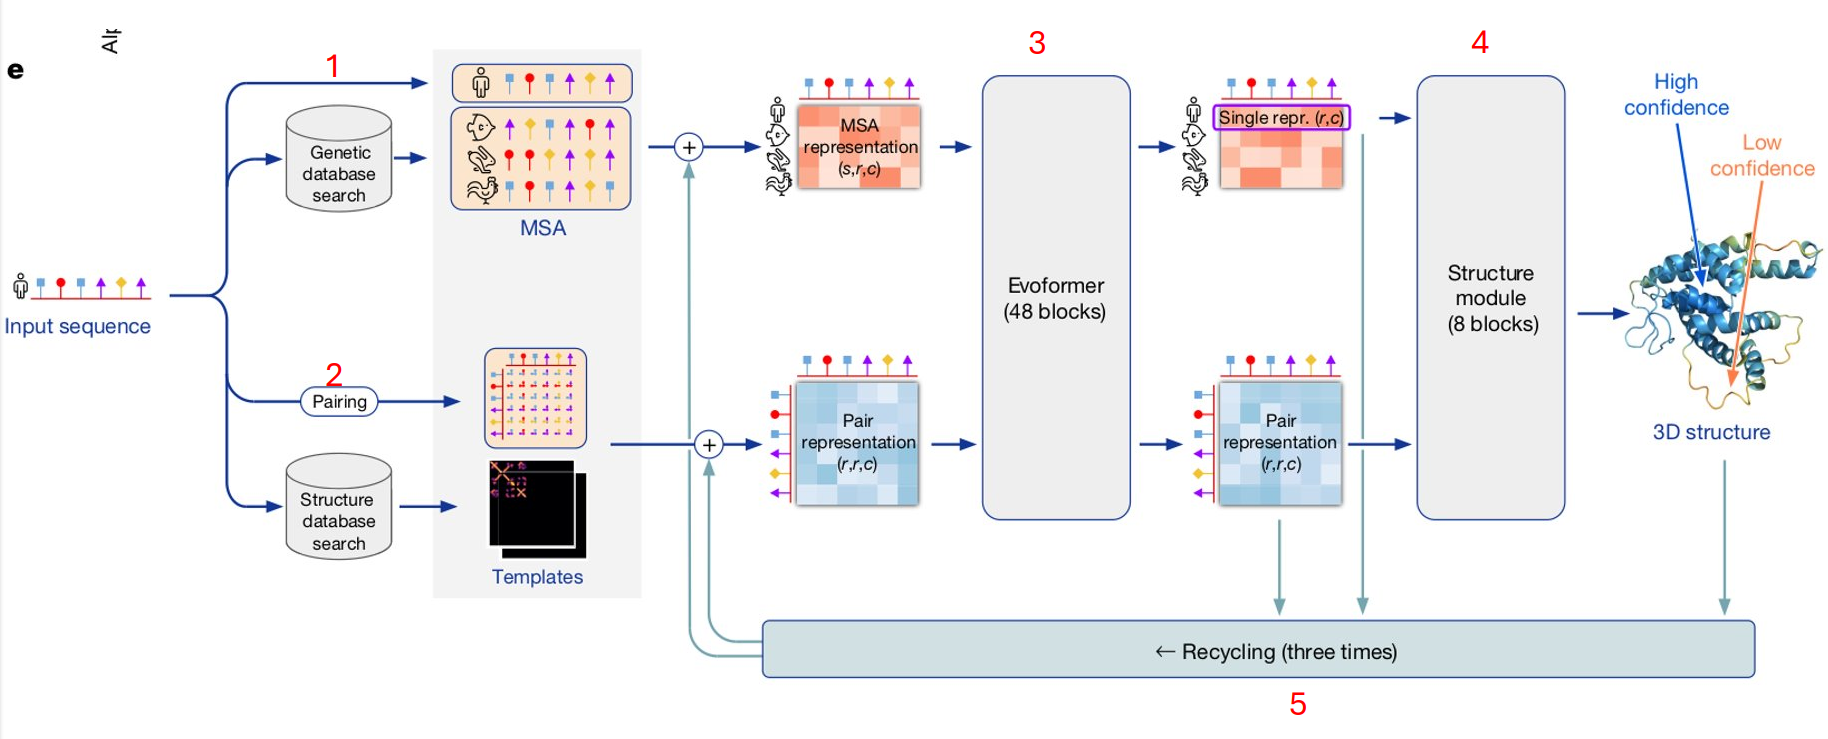 e
1
Genetic
database
search
MSA
Input sequence
2
Pairing
Structure
database
search
Templates
+
+
MSA
representation
(s,r,c)
Pair
representation
(r,r,c)
3
Evoformer
(48 blocks)
Single repr. (r,c)
Pair
representation
(r,r,c)
4
Structure
module
(8 blocks)
High
confidence
Low
confidence
3D structure
← Recycling (three times)
5